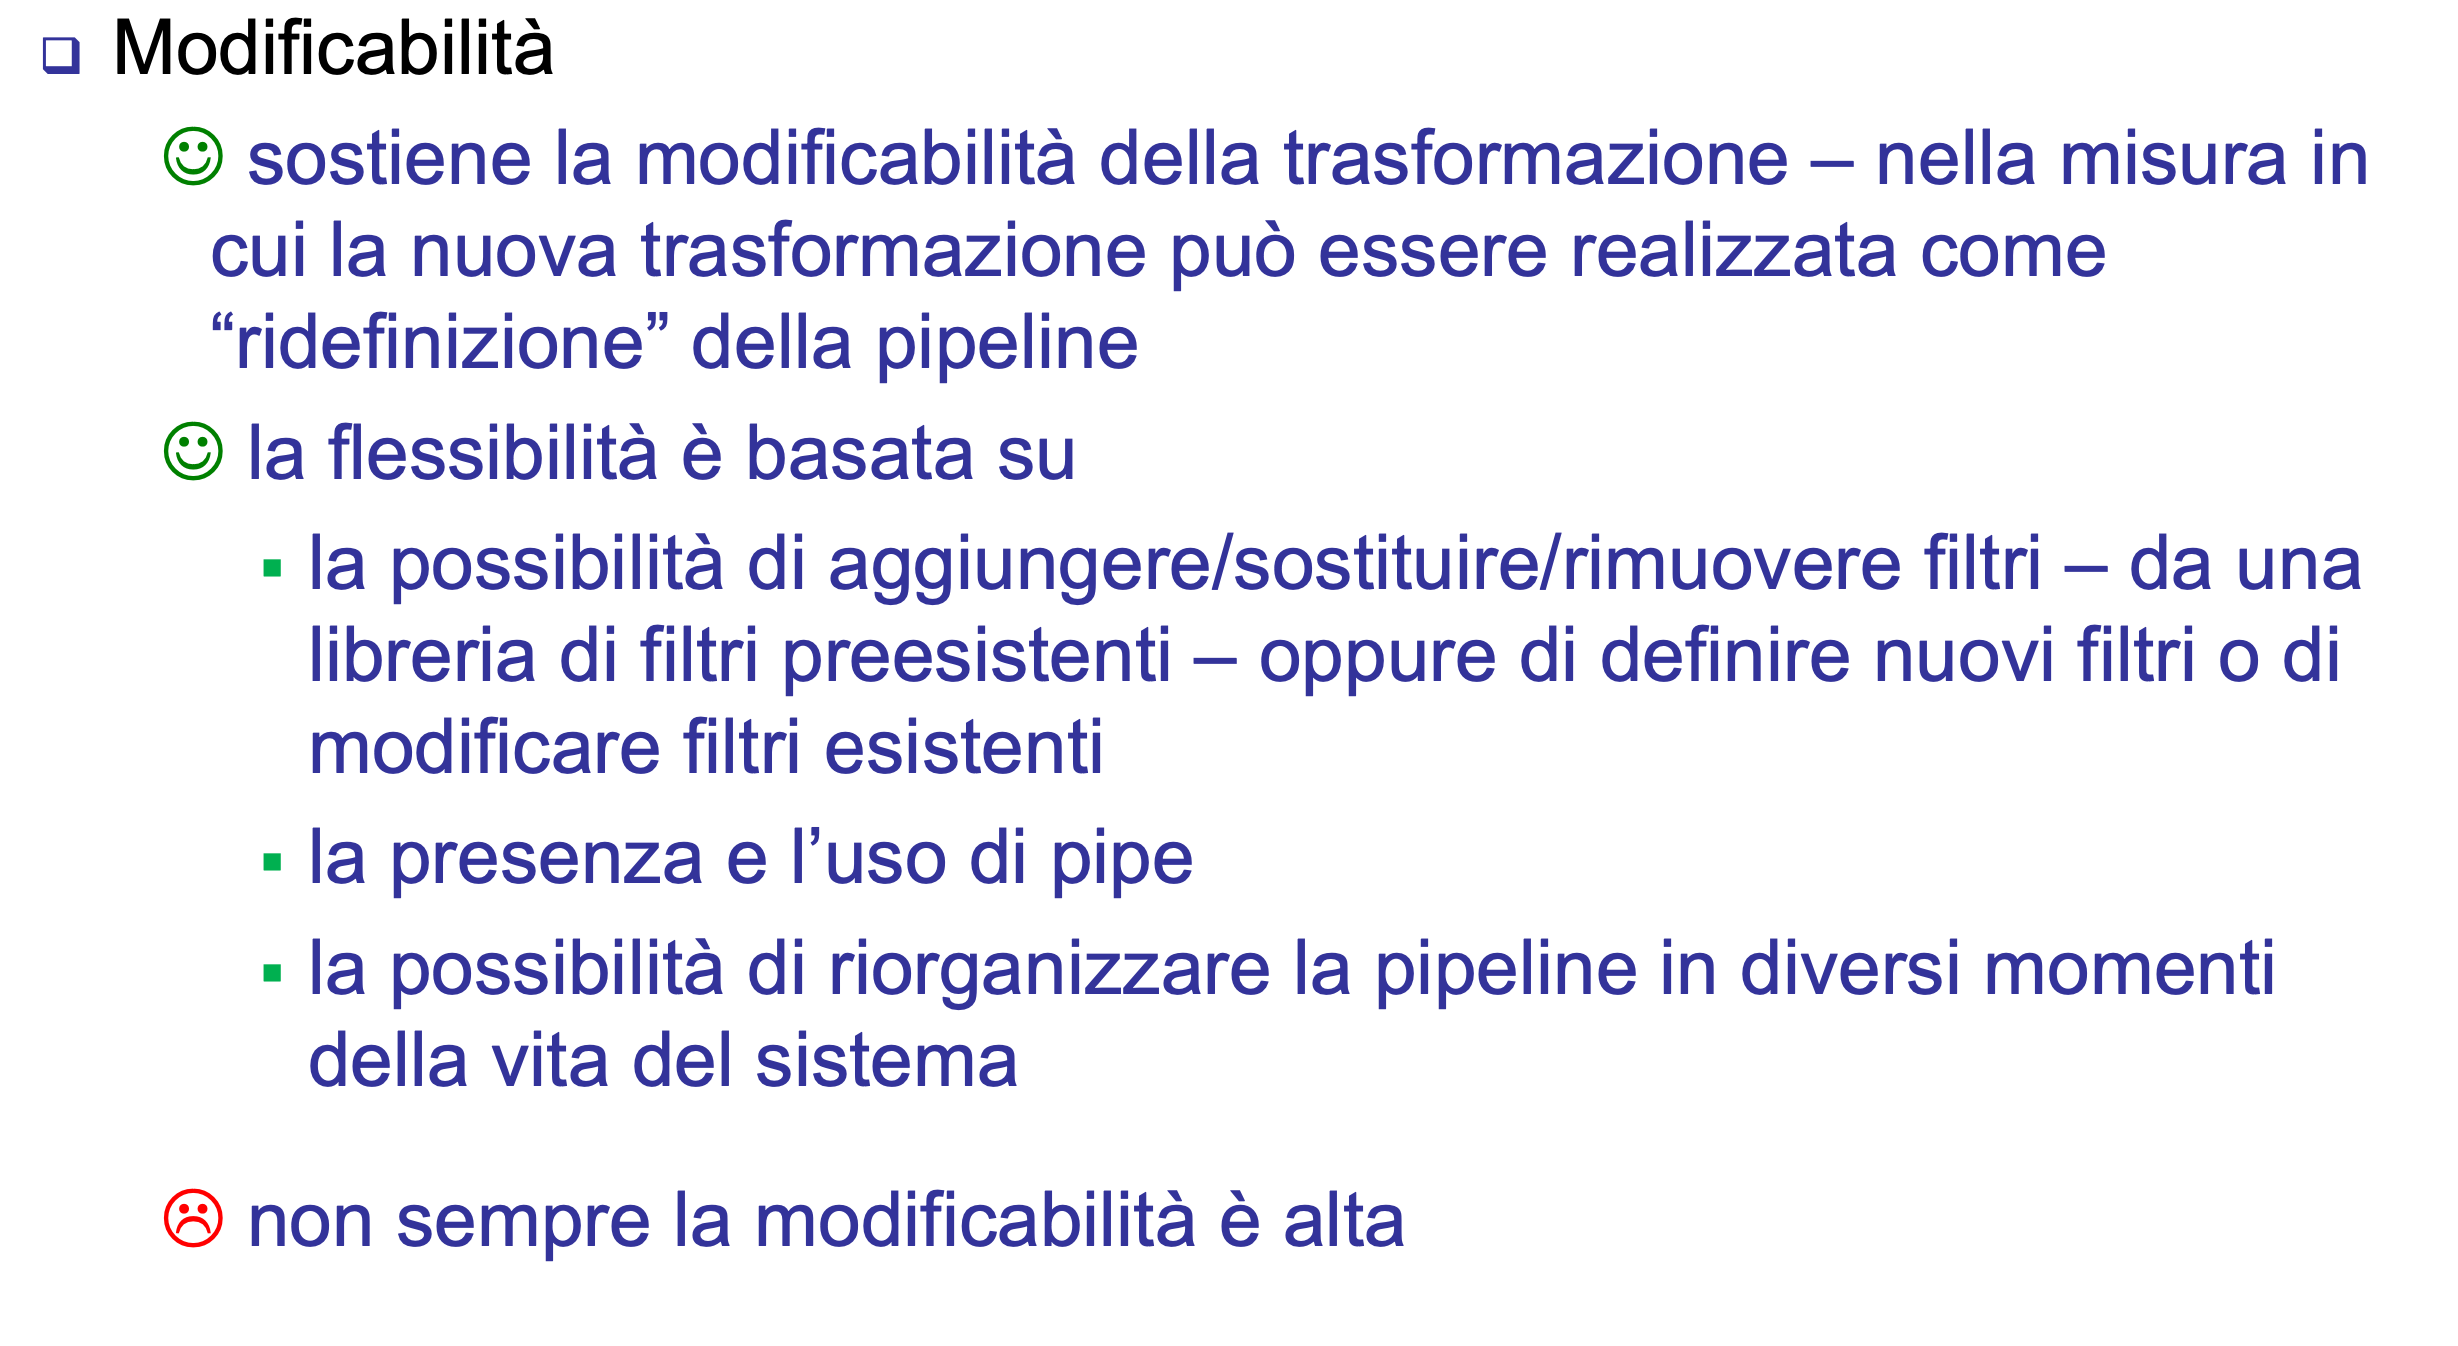 Modificabilità
sostiene la modificabilità della trasformazione – nella misura in
cui la nuova trasformazione può essere realizzata come
“ridefinizione” della pipeline
la flessibilità è basata su
la possibilità di aggiungere/sostituire/rimuovere filtri – da una
libreria di filtri preesistenti – oppure di definire nuovi filtri o di
modificare filtri esistenti
la presenza e l’uso di pipe
la possibilità di riorganizzare la pipeline in diversi momenti
della vita del sistema
non sempre la modificabilità è alta